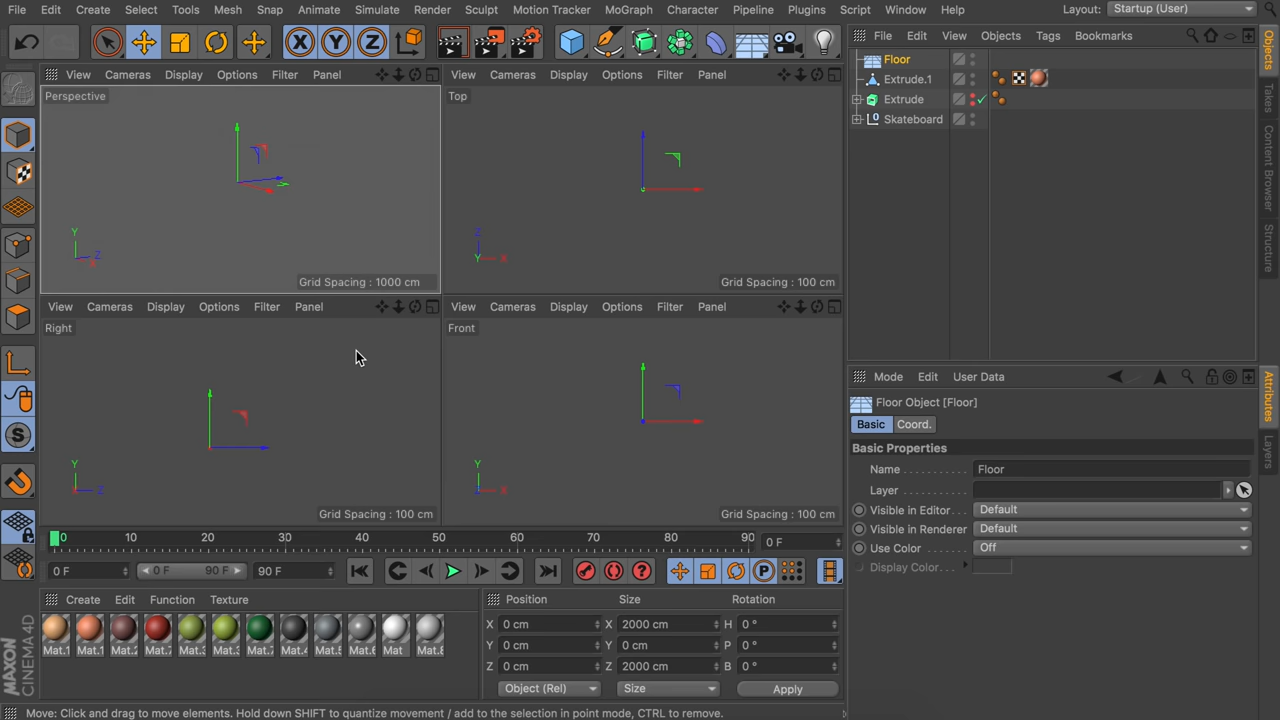 File Edit Create Select Tools Mesh Snap Animate Simulate Render Sculpt Motion Tracker MoGraph Character Pipeline Plugins Script Window Help Layout: Startup (User)
X Y Z
View Cameras Display Options Filter Panel
Perspective
Y Z X
Grid Spacing : 1000 cm
View Cameras Display Options Filter Panel
Top
Z Y X
Grid Spacing : 100 cm
View Cameras Display Options Filter Panel
Right
Y X Z
Grid Spacing : 100 cm
View Cameras Display Options Filter Panel
Front
Y Z X
Grid Spacing : 100 cm
File Edit View Objects Tags Bookmarks
Floor
Extrude.1
Extrude
Skateboard
Objects
Takes
Content Browser
Structure
Mode Edit User Data
Floor Object [Floor]
Basic Coord.
Basic Properties
Name Floor
Layer
Visible in Editor Default
Visible in Renderer Default
Use Color Off
Display Color
Attributes
Layers
0 10 20 30 40 50 60 70 80 90 0 F
0 F 0 F 90 F 90 F
Create Edit Function Texture
Mat.1 Mat.1 Mat.2 Mat.7 Mat.3 Mat.3 Mat.7 Mat.4 Mat.5 Mat.6 Mat Mat.8
Position Size Rotation
X 0 cm X 2000 cm H 0 °
Y 0 cm Y 0 cm P 0 °
Z 0 cm Z 2000 cm B 0 °
Object (Rel) Size Apply
MAXON
CINEMA 4D
Move: Click and drag to move elements. Hold down SHIFT to quantize movement / add to the selection in point mode, CTRL to remove.